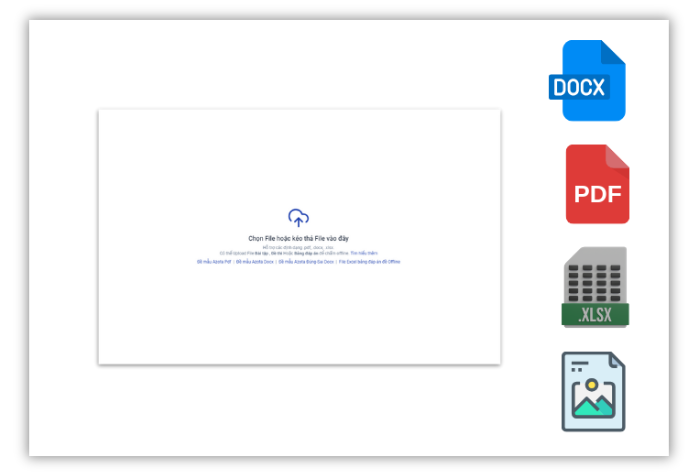 DOCX
PDF
.XLSX
Chọn File hoặc kéo thả File vào đây
Hỗ trợ các định dạng .pdf, .docx, .xlsx
Có thể Upload File Bài tập, Đề thi hoặc Bảng đáp án để chấm offline. Tìm hiểu thêm.
Đề mẫu Azota Pdf | Đề mẫu Azota Docx | Đề mẫu Azota Đúng Sai Docx | File Excel bảng đáp án đề Offline